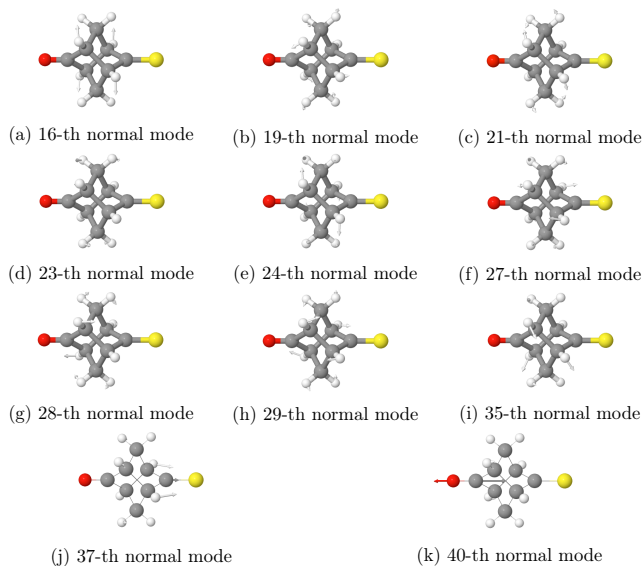 (a) 16-th normal mode (b) 19-th normal mode (c) 21-th normal mode
(d) 23-th normal mode (e) 24-th normal mode (f) 27-th normal mode
(g) 28-th normal mode (h) 29-th normal mode (i) 35-th normal mode
(j) 37-th normal mode (k) 40-th normal mode